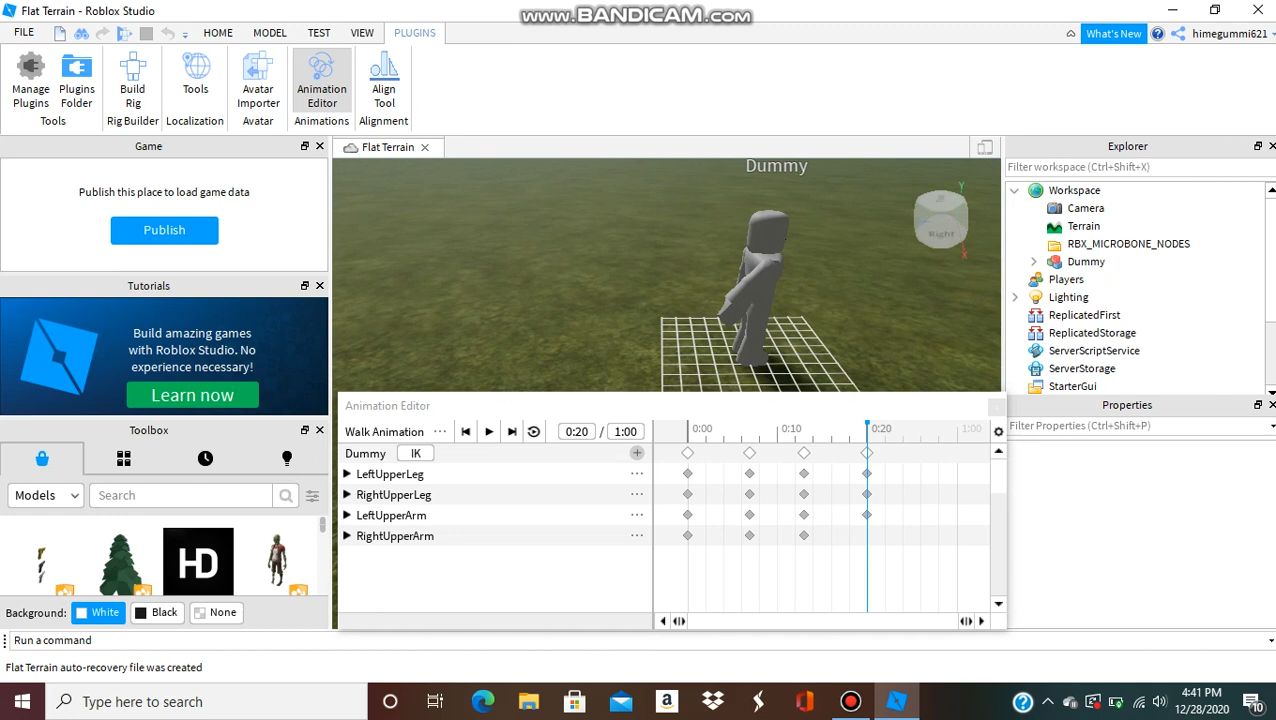 Flat Terrain - Roblox Studio
www.BANDICAM.com
FILE HOME MODEL TEST VIEW PLUGINS What's New himegummi621
Manage Plugins
Plugins Folder
Build Rig
Tools
Avatar Importer
Animation Editor
Align Tool
Tools Rig Builder Localization Avatar Animations Alignment
Game
Publish this place to load game data
Publish
Tutorials
Build amazing games
with Roblox Studio. No
experience necessary!
Learn now
Toolbox
Models Search
HD
Background: White Black None
Run a command
Flat Terrain auto-recovery file was created
Flat Terrain
Dummy
Y
Right
X
Animation Editor
Walk Animation 0:20 / 1:00 0:00 0:10 0:20 1:00
Dummy IK
LeftUpperLeg
RightUpperLeg
LeftUpperArm
RightUpperArm
Explorer
Filter workspace (Ctrl+Shift+X)
Workspace
Camera
Terrain
RBX_MICROBONE_NODES
Dummy
Players
Lighting
ReplicatedFirst
ReplicatedStorage
ServerScriptService
ServerStorage
StarterGui
Properties
Filter Properties (Ctrl+Shift+P)
Type here to search
4:41 PM
12/28/2020
10